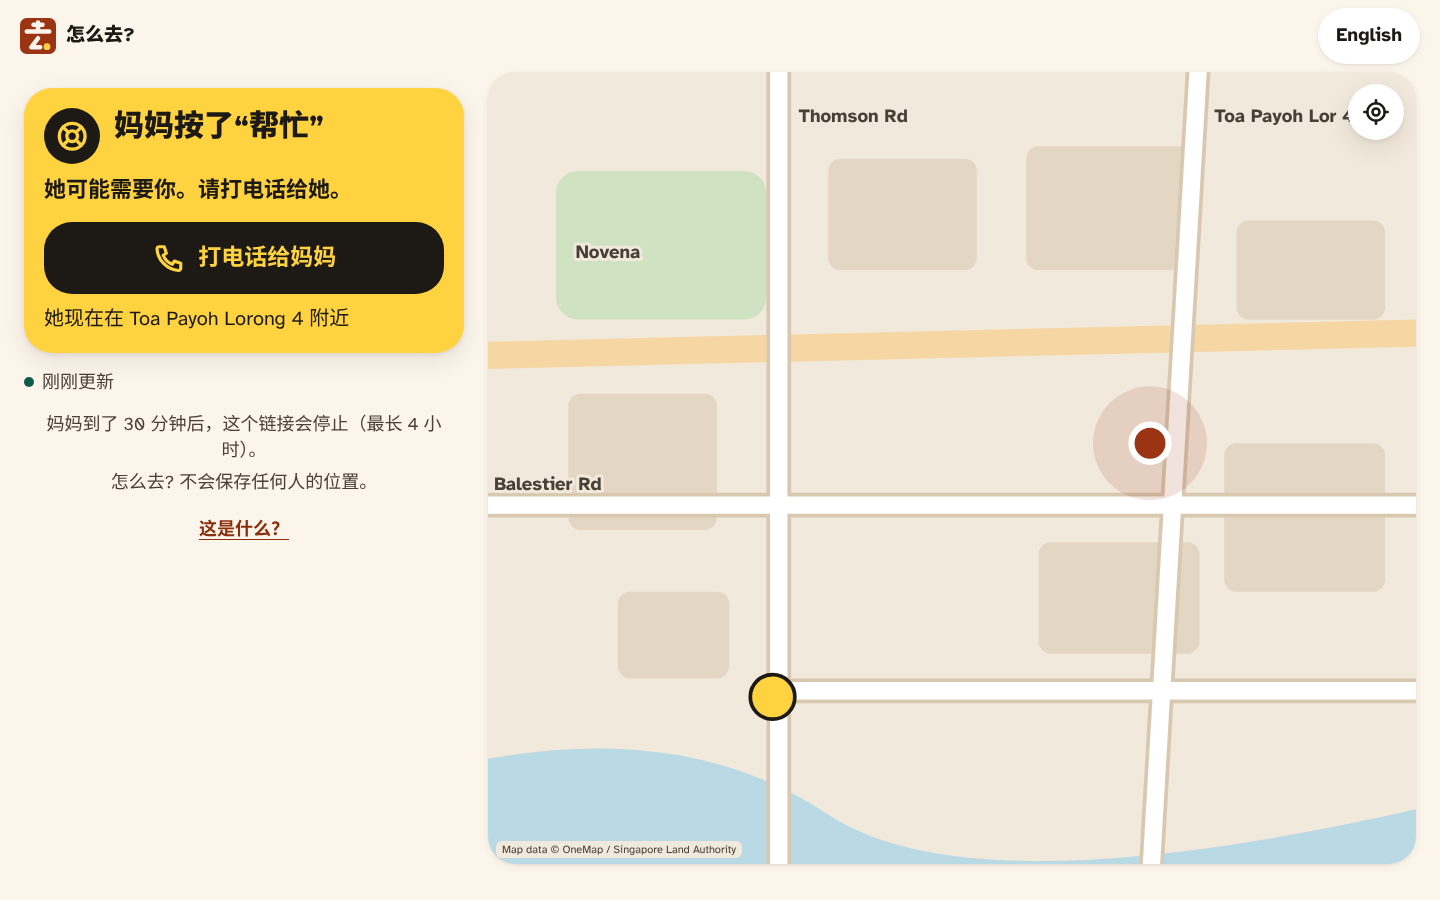 去
怎么去?
English
妈妈按了“帮忙”
她可能需要你。请打电话给她。
打电话给妈妈
她现在在 Toa Payoh Lorong 4 附近
刚刚更新
妈妈到了 30 分钟后，这个链接会停止（最长 4 小
时）。
怎么去? 不会保存任何人的位置。
这是什么？
Thomson Rd
Toa Payoh Lor 4
Novena
Balestier Rd
Map data © OneMap / Singapore Land Authority